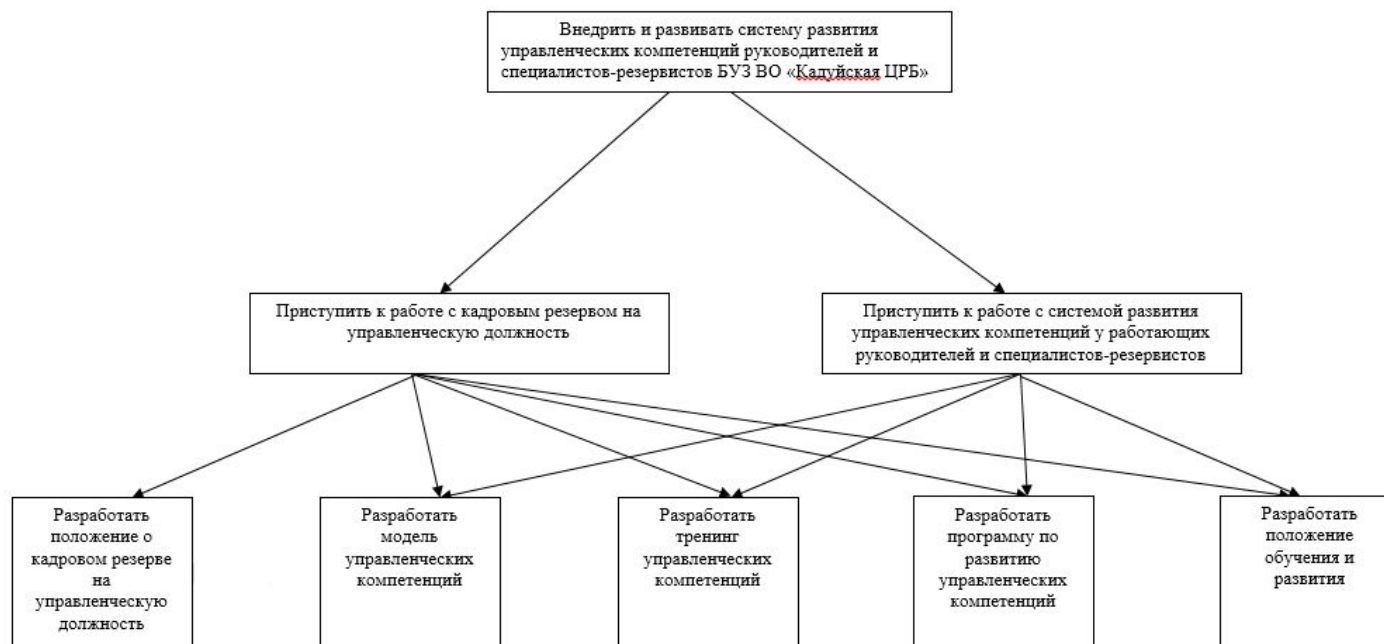 Внедрить и развивать систему развития
управленческих компетенций руководителей и
специалистов-резервистов БУЗ ВО «Кадуйская ЦРБ»
Приступить к работе с кадровым резервом на
управленческую должность
Приступить к работе с системой развития
управленческих компетенций у работающих
руководителей и специалистов-резервистов
Разработать
положение о
кадровом резерве
на
управленческую
должность
Разработать
модель
управленческих
компетенций
Разработать
тренинг
управленческих
компетенций
Разработать
программу по
развитию
управленческих
компетенций
Разработать
положение
обучения и
развития